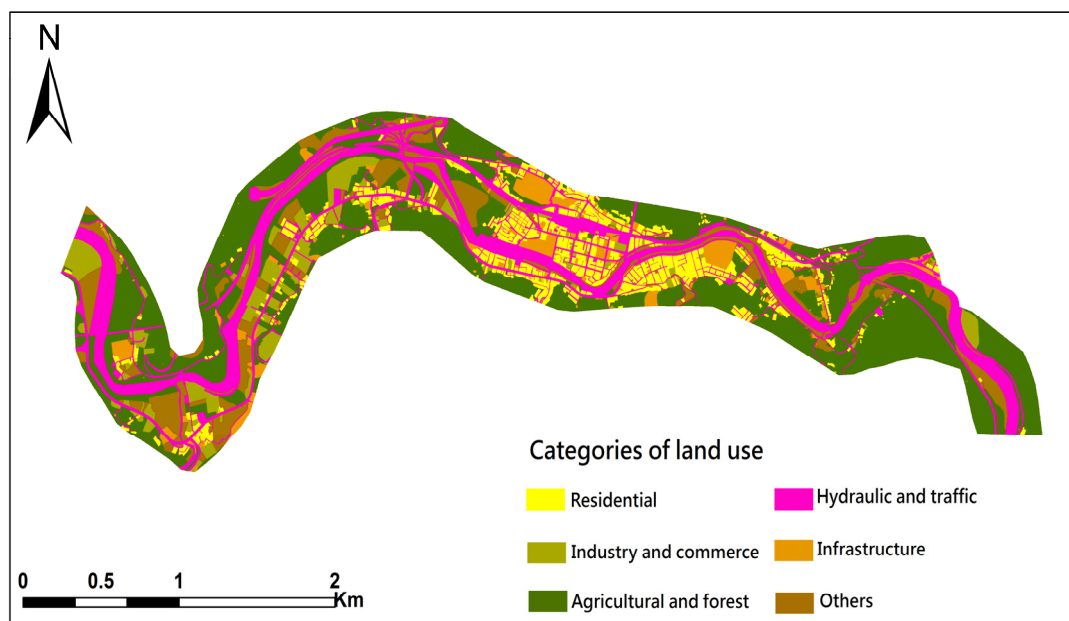 N
Categories of land use
Residential
Hydraulic and traffic
Industry and commerce
Infrastructure
Agricultural and forest
Others
0 0.5 1 2
Km